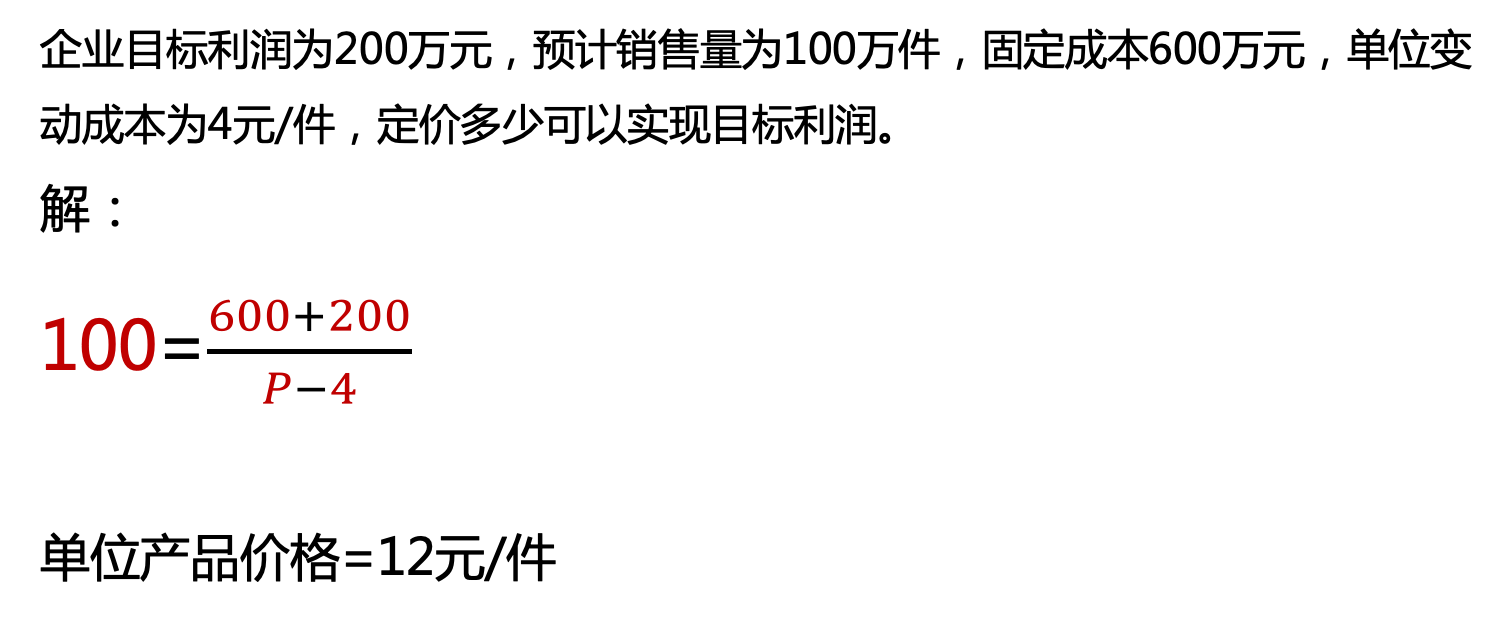 企业目标利润为200万元，预计销售量为100万件，固定成本600万元，单位变
动成本为4元/件，定价多少可以实现目标利润。
解：
100=\frac{600+200}{P-4}
单位产品价格=12元/件